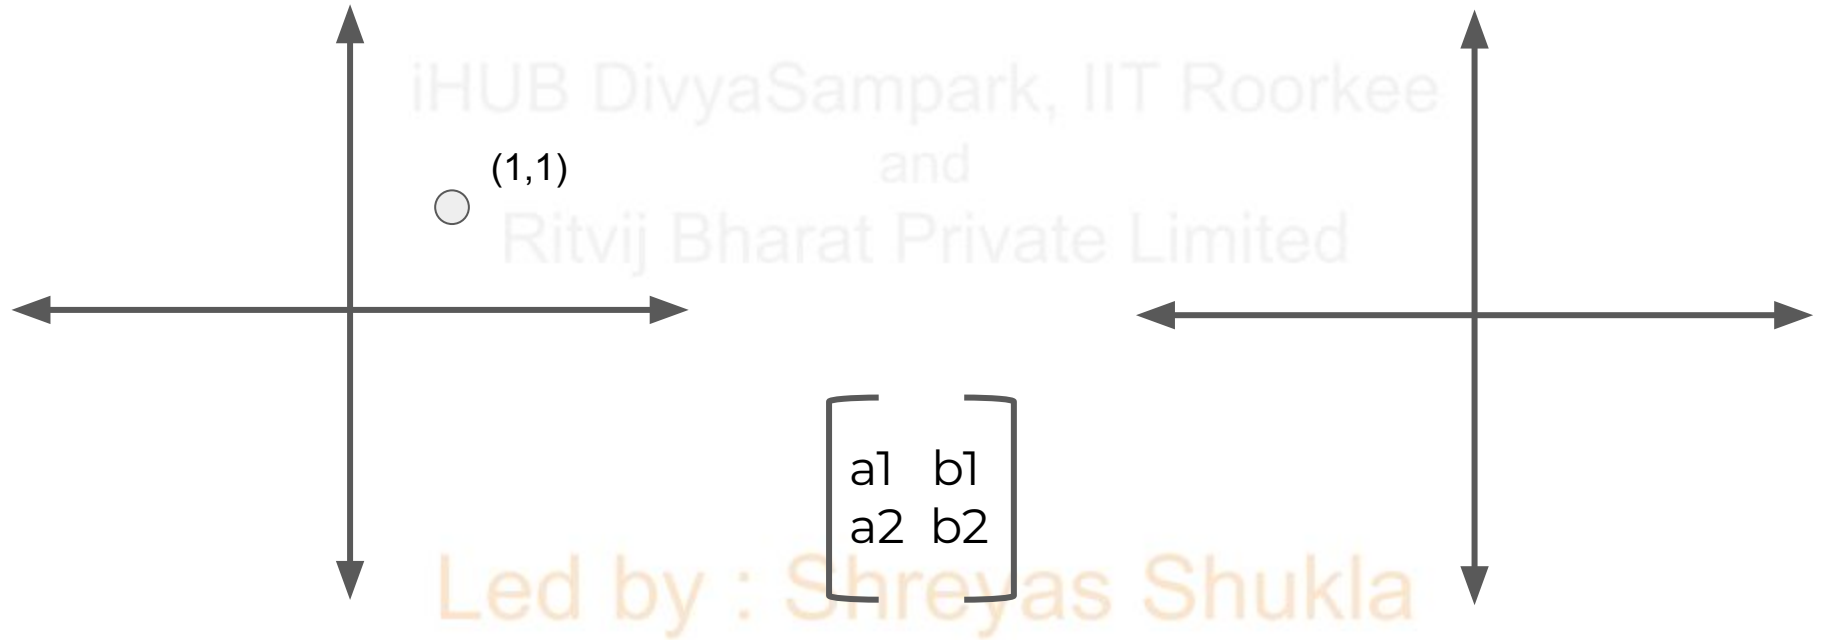 iHUB DivyaSampark, IIT Roorkee
and
(1,1)
Ritvij Bharat Private Limited
a1 b1
a2 b2
Led by : Shreyas Shukla